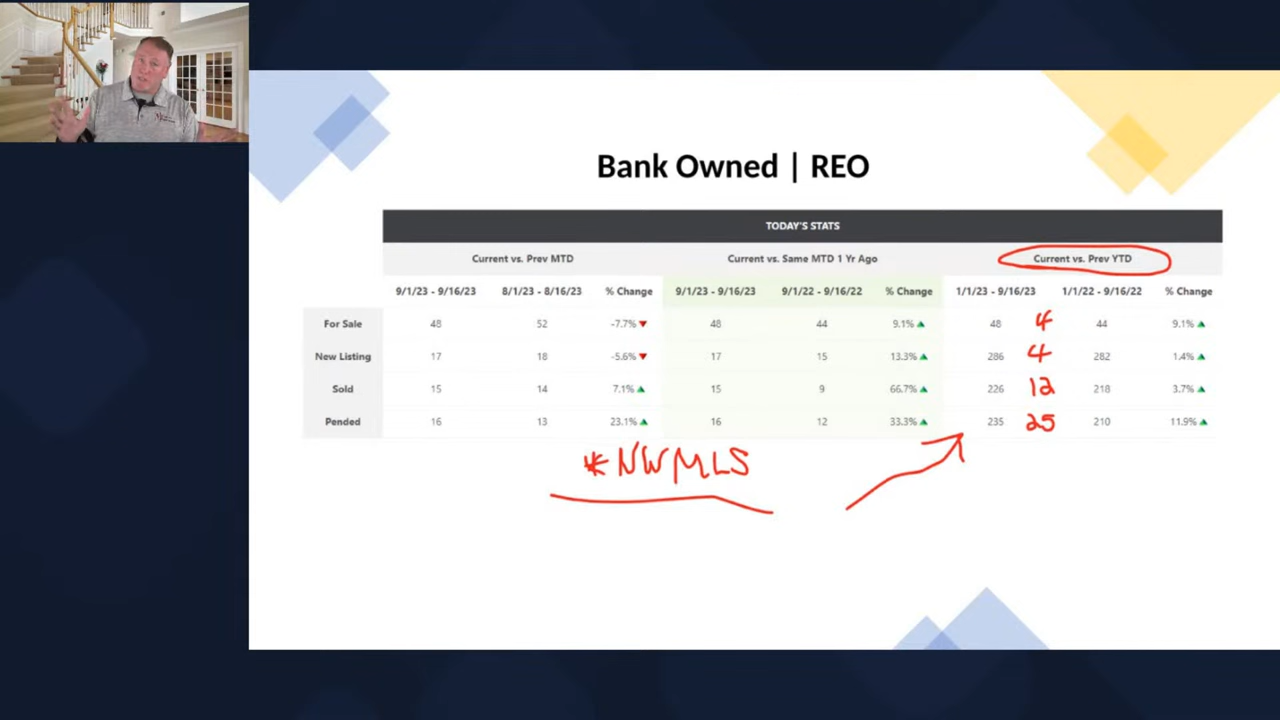 Bank Owned | REO
TODAY'S STATS
Current vs. Prev MTD Current vs. Same MTD 1 Yr Ago Current vs. Prev YTD
9/1/23 - 9/16/23 8/1/23 - 8/16/23 % Change 9/1/23 - 9/16/23 9/1/22 - 9/16/22 % Change 1/1/23 - 9/16/23 1/1/22 - 9/16/22 % Change
For Sale 48 52 -7.7% 48 44 9.1% 48 4 44 9.1%
New Listing 17 18 -5.6% 17 15 13.3% 286 4 282 1.4%
Sold 15 14 7.1% 15 9 66.7% 226 12 218 3.7%
Pended 16 13 23.1% 16 12 33.3% 235 25 210 11.9%
*NWMLS